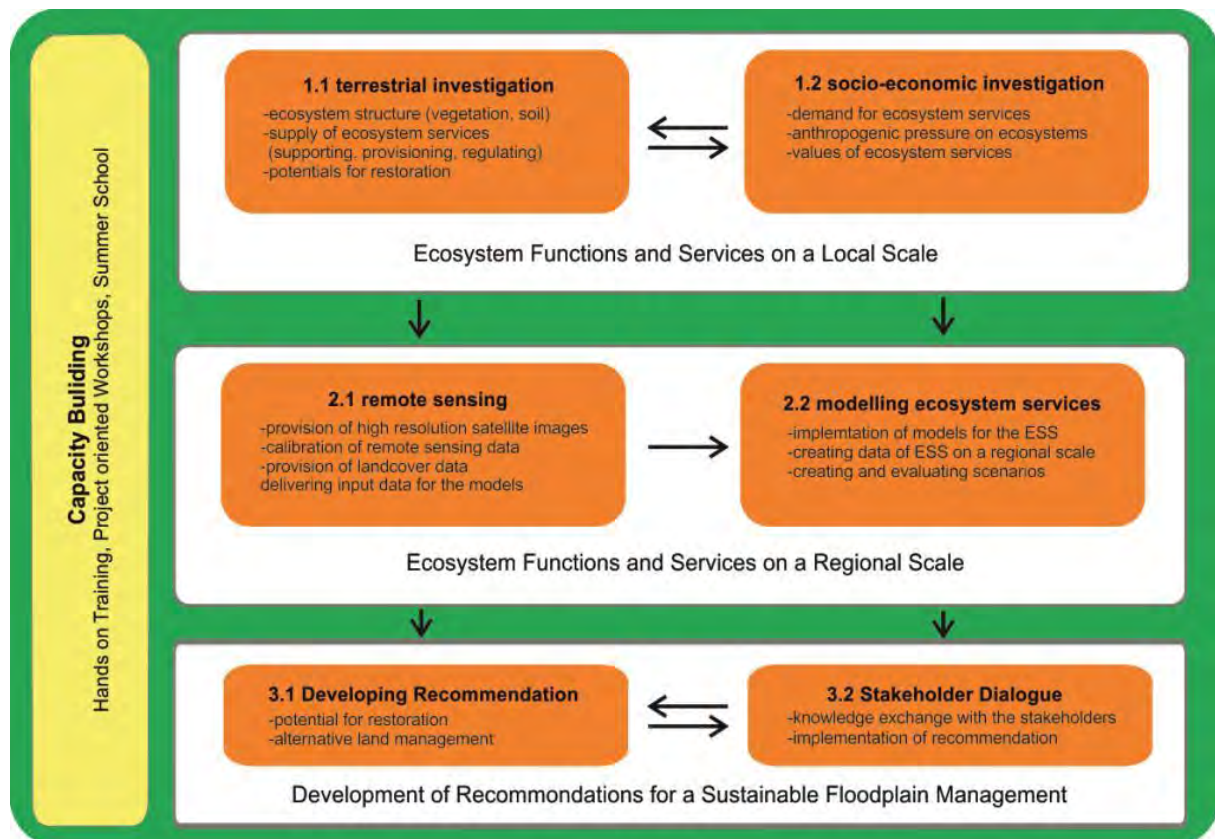 Capacity Buliding
Hands on Training, Project oriented Workshops, Summer School
1.1 terrestrial investigation
-ecosystem structure (vegetation, soil)
-supply of ecosystem services
(supporting, provisioning, regulating)
-potentials for restoration
1.2 socio-economic investigation
-demand for ecosystem services
-anthropogenic pressure on ecosystems
-values of ecosystem services
Ecosystem Functions and Services on a Local Scale
2.1 remote sensing
-provision of high resolution satellite images
-calibration of remote sensing data
-provision of landcover data
delivering input data for the models
2.2 modelling ecosystem services
-implemtation of models for the ESS
-creating data of ESS on a regional scale
-creating and evaluating scenarios
Ecosystem Functions and Services on a Regional Scale
3.1 Developing Recommendation
-potential for restoration
-alternative land management
3.2 Stakeholder Dialogue
-knowledge exchange with the stakeholders
-implementation of recommendation
Development of Recommondations for a Sustainable Floodplain Management